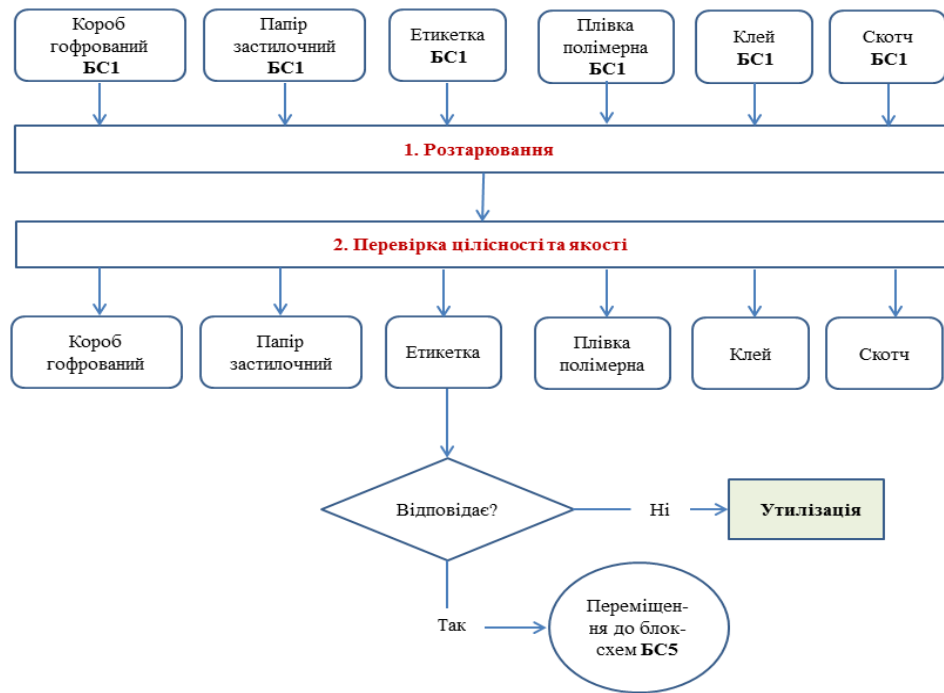 Короб
гофрований
БС1
Папір
застилочний
БС1
Етикетка
БС1
Плівка
полімерна
БС1
Клей
БС1
Скотч
БС1
1. Розтарювання
2. Перевірка цілісності та якості
Короб
гофрований
Папір
застилочний
Етикетка
Плівка
полімерна
Клей
Скотч
Відповідає?
Ні
Утилізація
Так
Переміщен-
ня до блок-
схем БС5